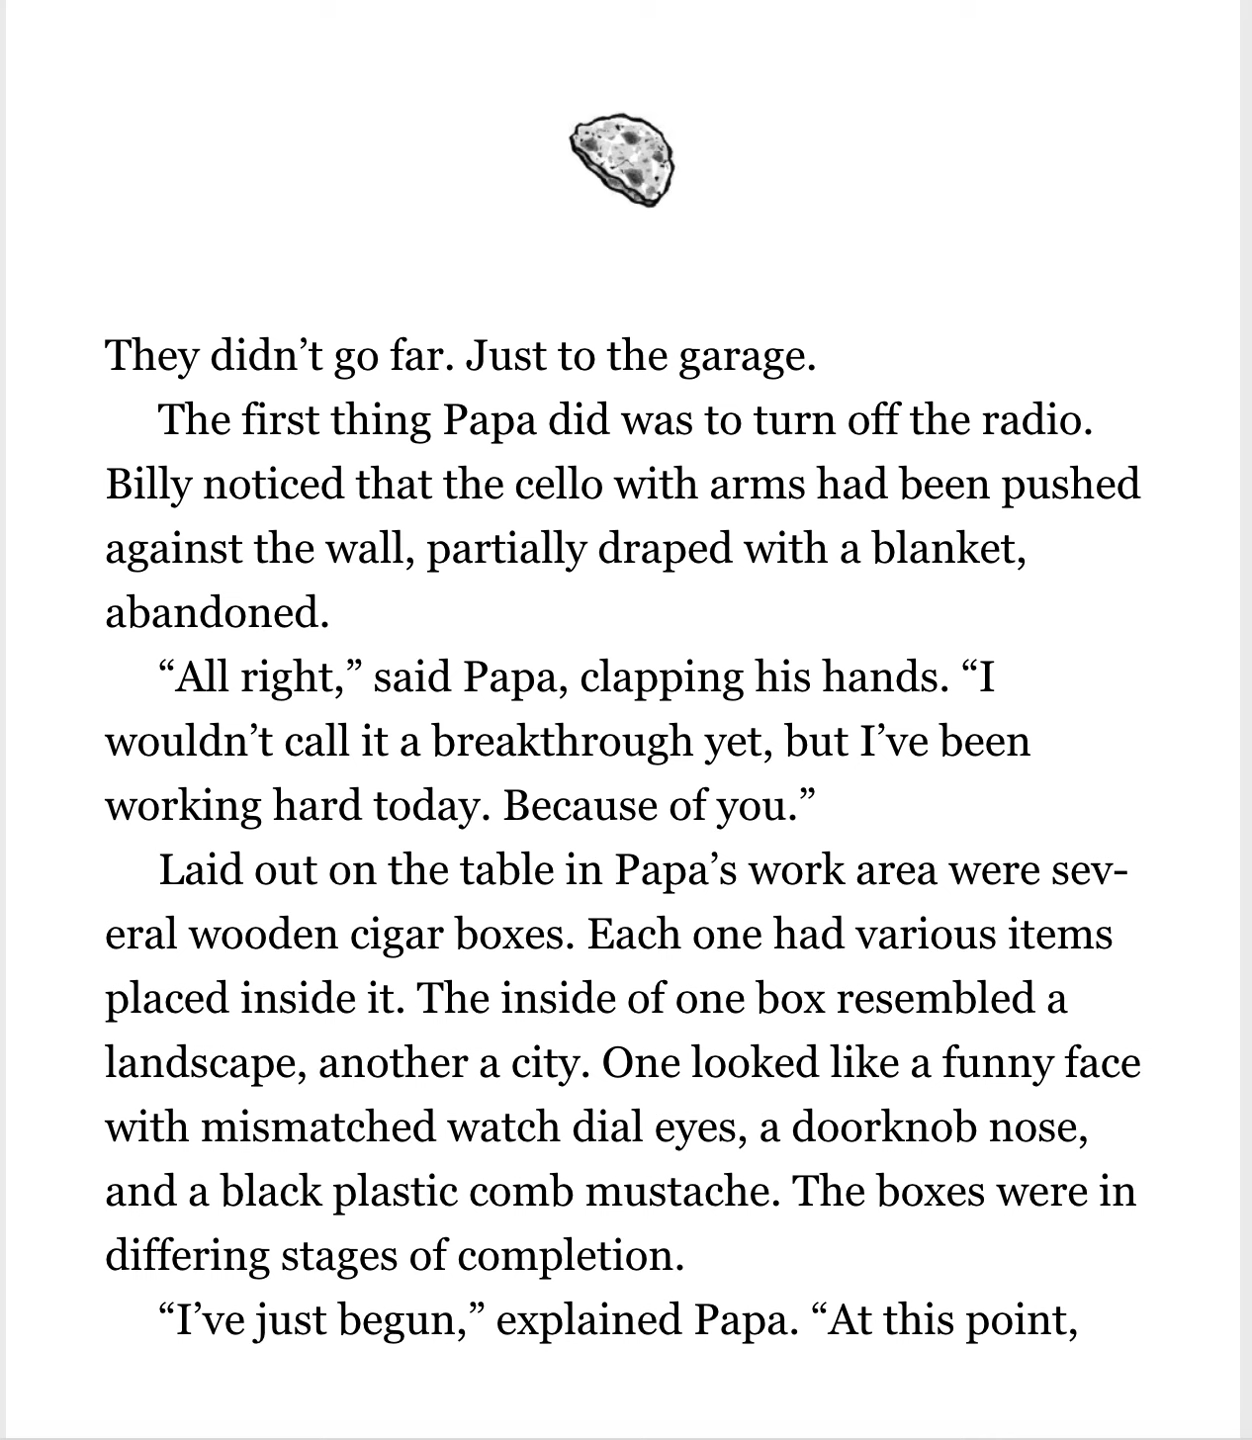 They didn’t go far. Just to the garage.
The first thing Papa did was to turn off the radio.
Billy noticed that the cello with arms had been pushed
against the wall, partially draped with a blanket,
abandoned.
“All right,” said Papa, clapping his hands. “I
wouldn’t call it a breakthrough yet, but I’ve been
working hard today. Because of you.”
Laid out on the table in Papa’s work area were sev-
eral wooden cigar boxes. Each one had various items
placed inside it. The inside of one box resembled a
landscape, another a city. One looked like a funny face
with mismatched watch dial eyes, a doorknob nose,
and a black plastic comb mustache. The boxes were in
differing stages of completion.
“I’ve just begun,” explained Papa. “At this point,